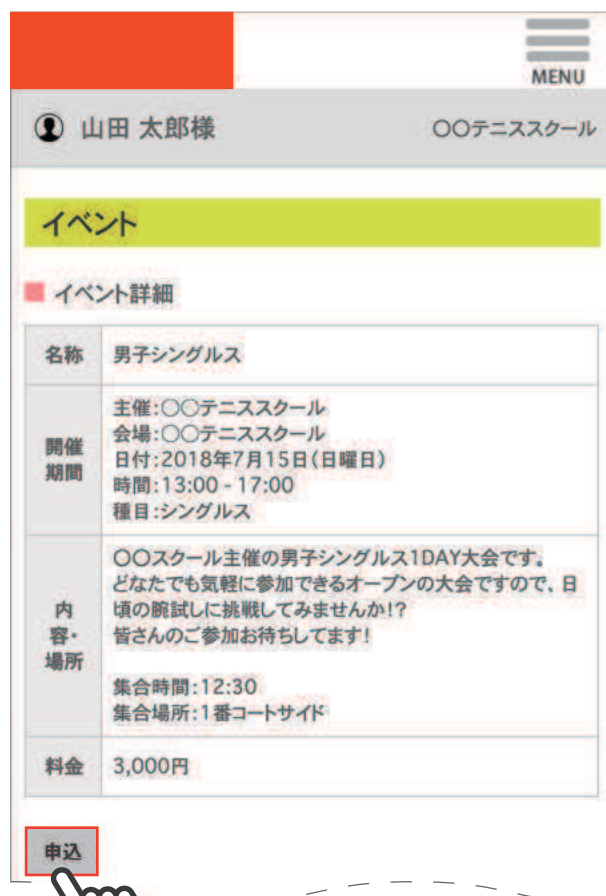 MENU
山田 太郎様
〇〇テニススクール
イベント
イベント詳細
名称
男子シングルス
開催
期間
主催:〇〇テニススクール
会場:〇〇テニススクール
日付:2018年7月15日(日曜日)
時間:13:00 - 17:00
種目:シングルス
内
容・
場所
〇〇スクール主催の男子シングルス1DAY大会です。
どなたでも気軽に参加できるオープンの大会ですので、日
頃の腕試しに挑戦してみませんか!?
皆さんのご参加お待ちしてます!
集合時間:12:30
集合場所:1番コートサイド
料金
3,000円
申込